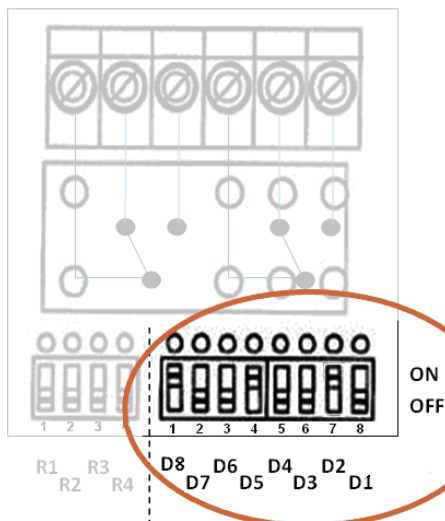 ON
OFF
1 2 3 4 1 2 3 4 5 6 7 8
R1 R3 D8 D6 D4 D2
R2 R4 D7 D5 D3 D1